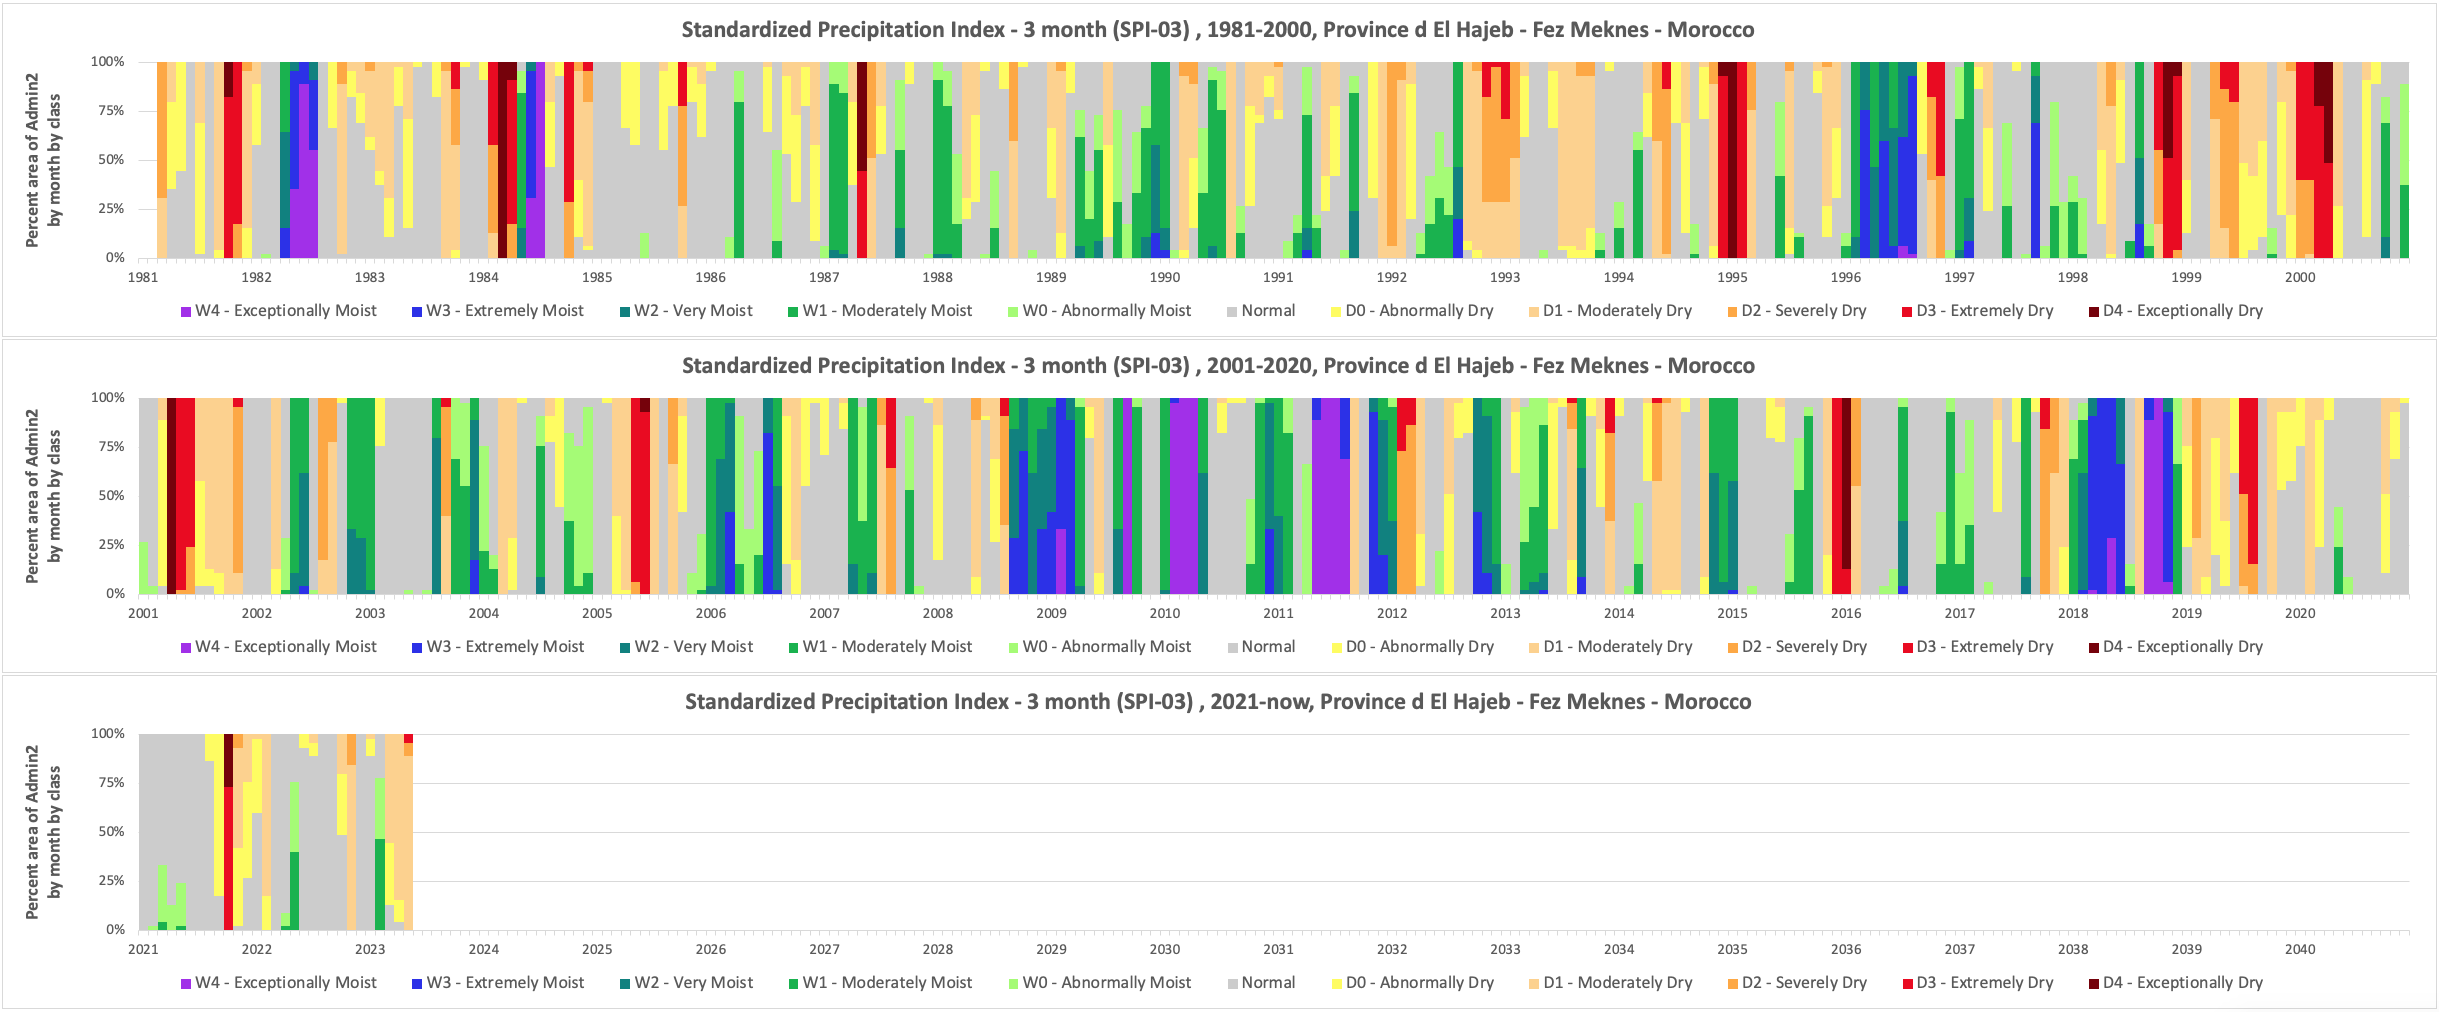 Standardized Precipitation Index - 3 month (SPI-03) , 1981-2000, Province d El Hajeb - Fez Meknes - Morocco
Percent area of Admin2
by month by class
100%
75%
50%
25%
0%
1981 1982 1983 1984 1985 1986 1987 1988 1989 1990 1991 1992 1993 1994 1995 1996 1997 1998 1999 2000
W4 - Exceptionally Moist W3 - Extremely Moist W2 - Very Moist W1 - Moderately Moist W0 - Abnormally Moist Normal D0 - Abnormally Dry D1 - Moderately Dry D2 - Severely Dry D3 - Extremely Dry D4 - Exceptionally Dry
Standardized Precipitation Index - 3 month (SPI-03) , 2001-2020, Province d El Hajeb - Fez Meknes - Morocco
Percent area of Admin2
by month by class
100%
75%
50%
25%
0%
2001 2002 2003 2004 2005 2006 2007 2008 2009 2010 2011 2012 2013 2014 2015 2016 2017 2018 2019 2020
W4 - Exceptionally Moist W3 - Extremely Moist W2 - Very Moist W1 - Moderately Moist W0 - Abnormally Moist Normal D0 - Abnormally Dry D1 - Moderately Dry D2 - Severely Dry D3 - Extremely Dry D4 - Exceptionally Dry
Standardized Precipitation Index - 3 month (SPI-03) , 2021-now, Province d El Hajeb - Fez Meknes - Morocco
Percent area of Admin2
by month by class
100%
75%
50%
25%
0%
2021 2022 2023 2024 2025 2026 2027 2028 2029 2030 2031 2032 2033 2034 2035 2036 2037 2038 2039 2040
W4 - Exceptionally Moist W3 - Extremely Moist W2 - Very Moist W1 - Moderately Moist W0 - Abnormally Moist Normal D0 - Abnormally Dry D1 - Moderately Dry D2 - Severely Dry D3 - Extremely Dry D4 - Exceptionally Dry